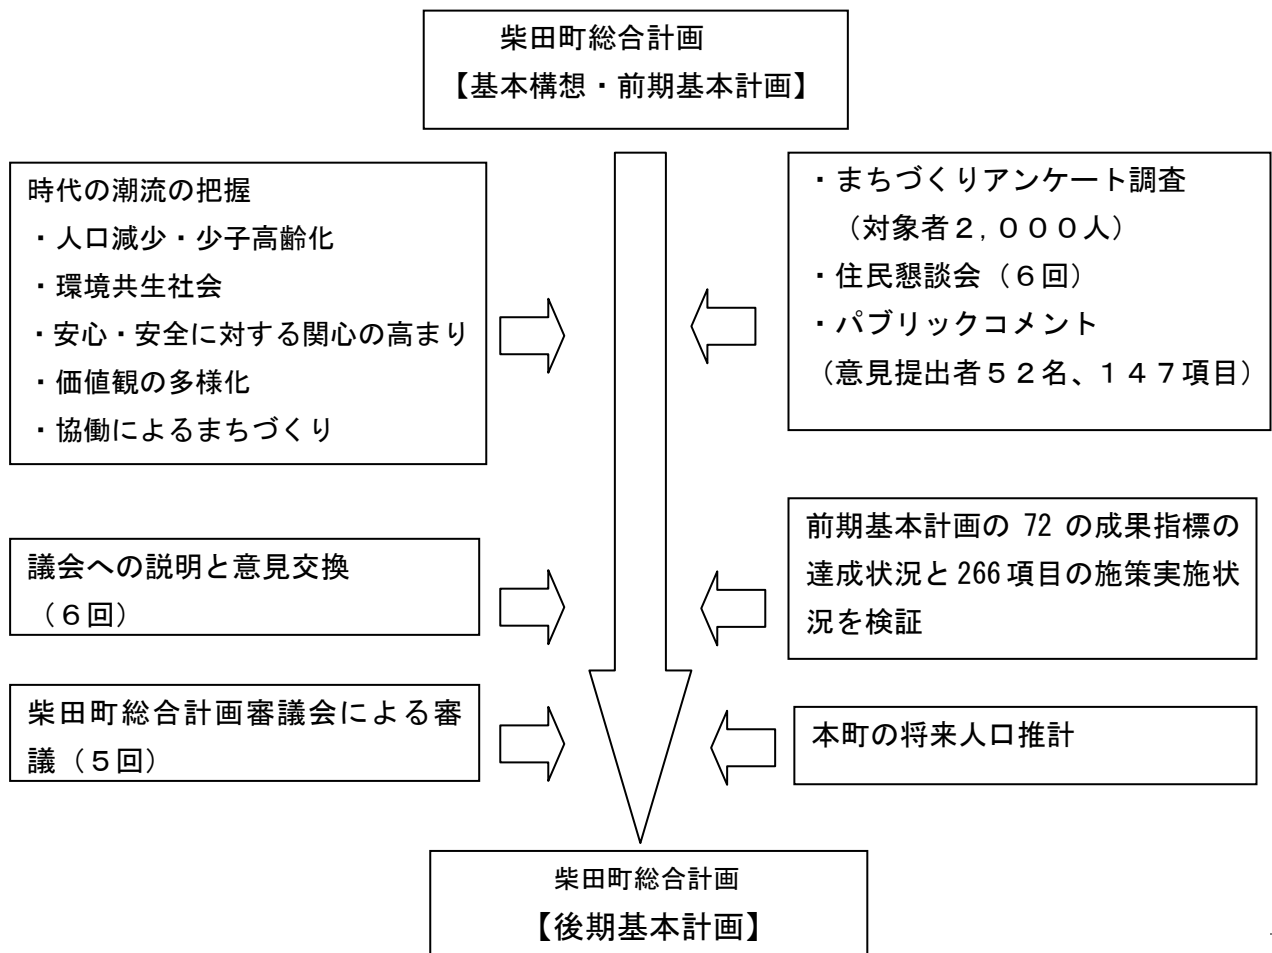 柴田町総合計画
【基本構想・前期基本計画】
時代の潮流の把握
・人口減少・少子高齢化
・環境共生社会
・安心・安全に対する関心の高まり
・価値観の多様化
・協働によるまちづくり
・まちづくりアンケート調査
（対象者２,０００人）
・住民懇談会（６回）
・パブリックコメント
（意見提出者５２名、１４７項目）
議会への説明と意見交換
（６回）
前期基本計画の 72 の成果指標の
達成状況と 266 項目の施策実施状
況を検証
柴田町総合計画審議会による審
議（５回）
本町の将来人口推計
柴田町総合計画
【後期基本計画】